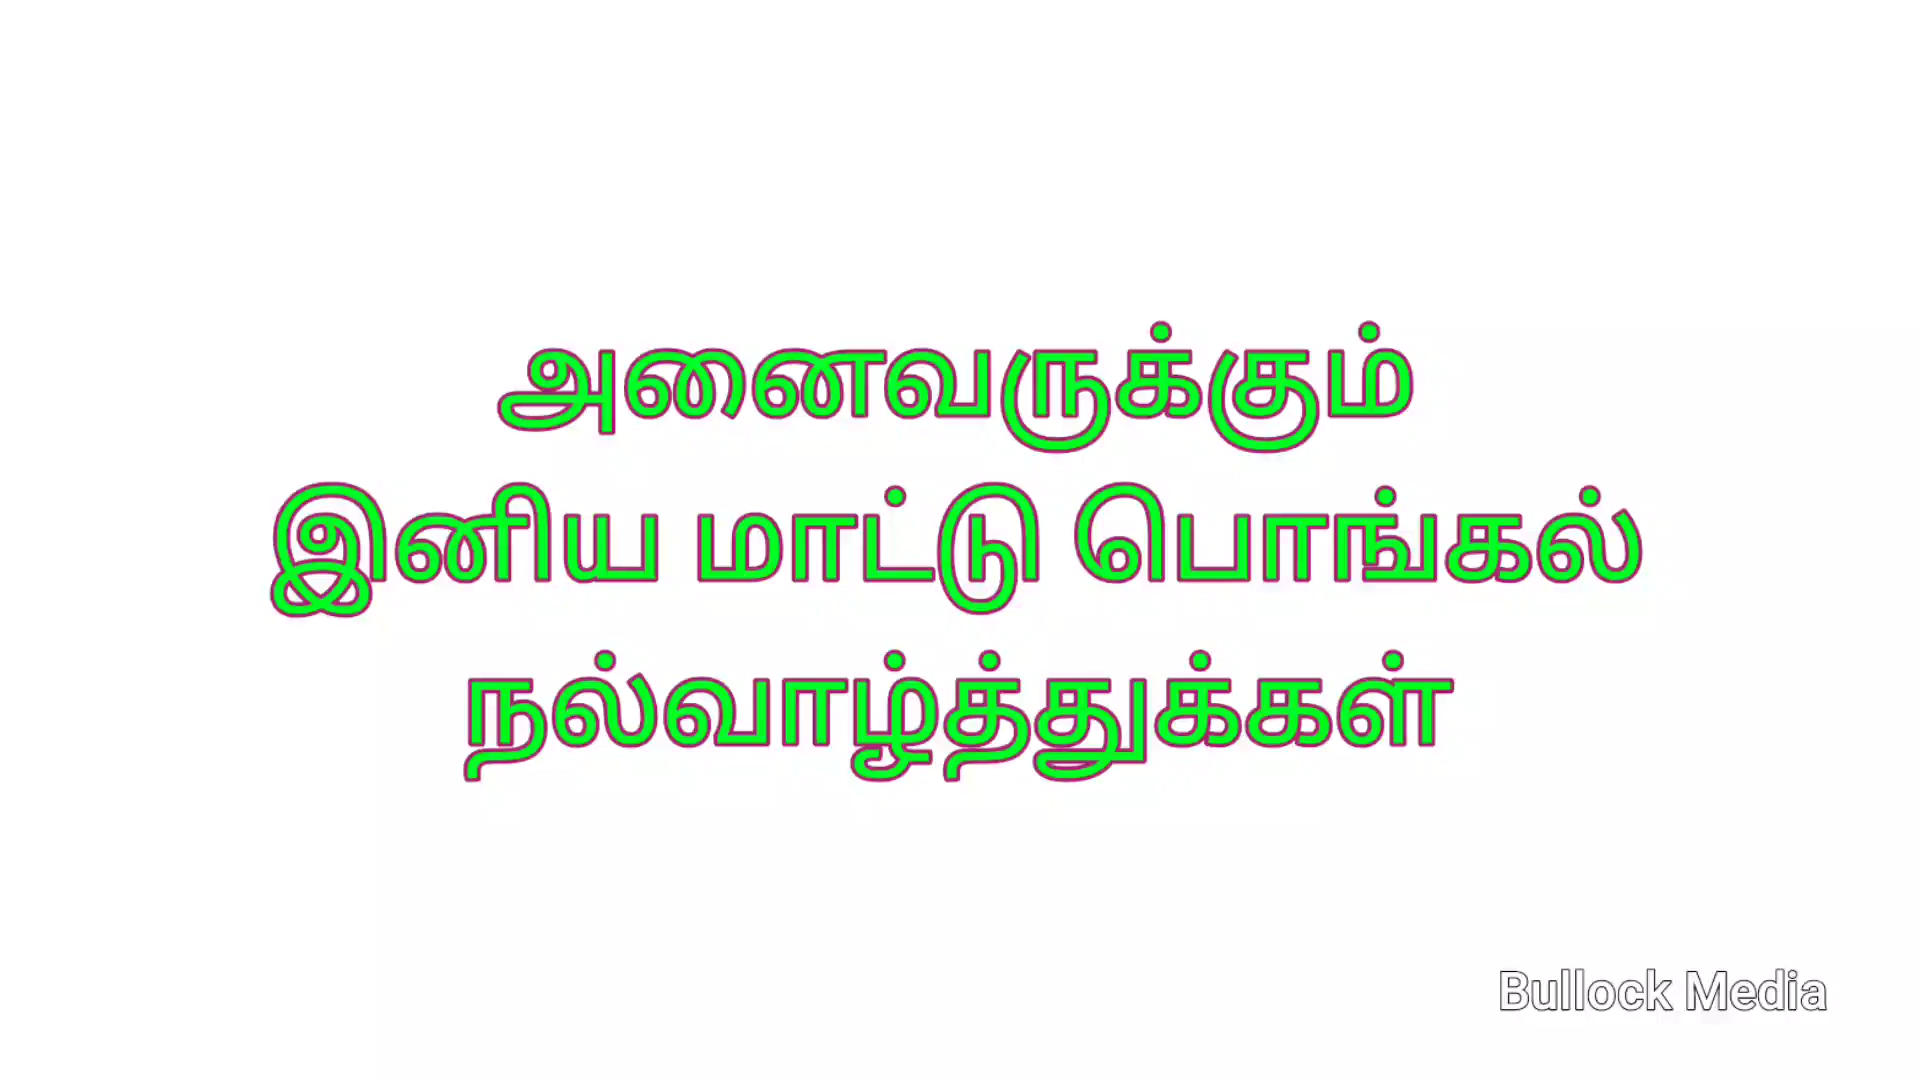 அனைவருக்கும்
இனிய மாட்டு பொங்கல்
நல்வாழ்த்துக்கள்
Bullock Media